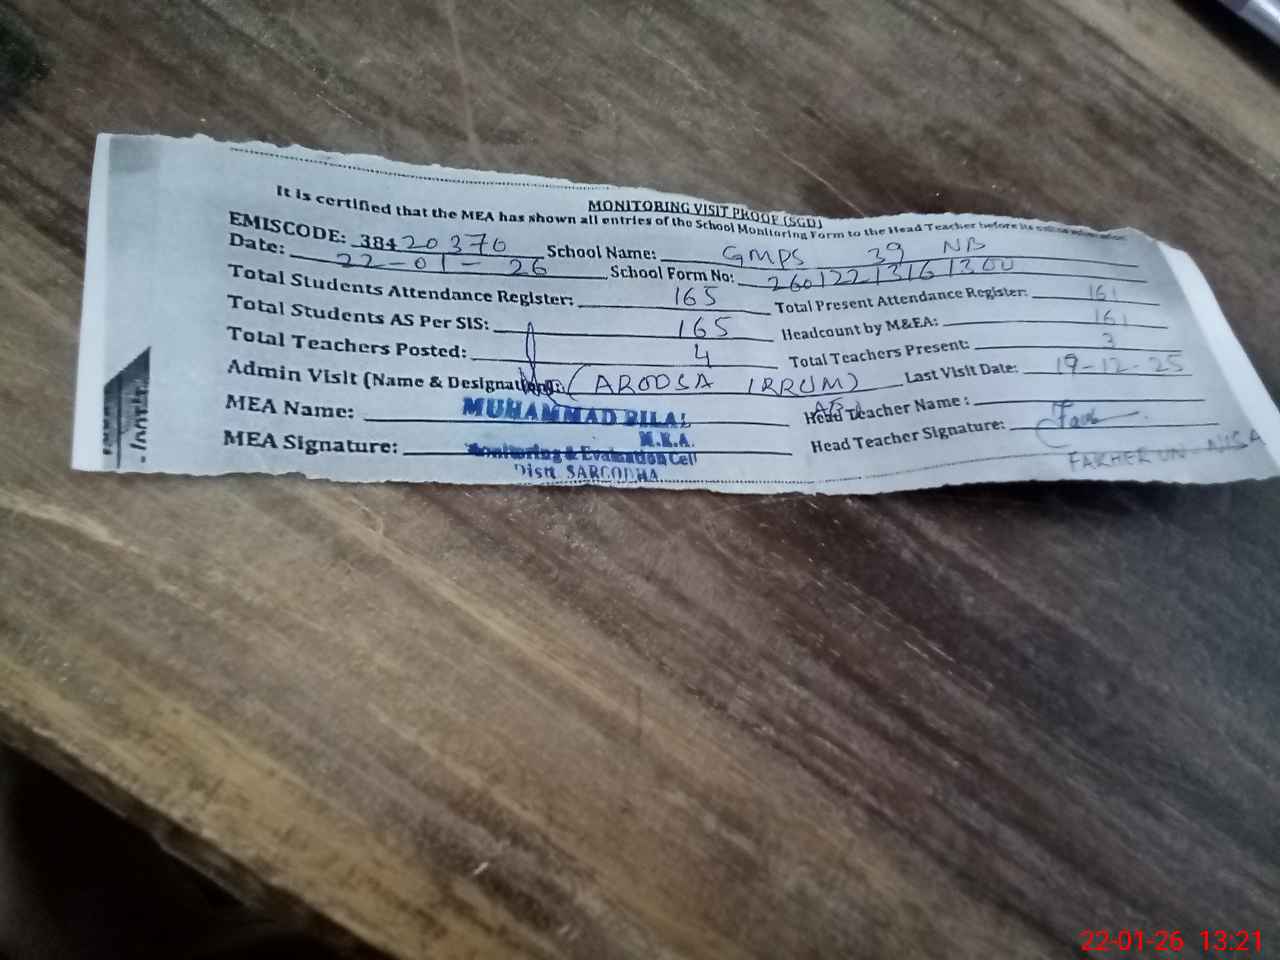 MONITORING VISIT PROOF (SGD)
It is certified that the MEA has shown all entries of the School Monitoring Form to the Head Teacher before its
EMISCODE: 38420370 School Name: GMPS 39 NB
Date: 22-01-26 School Form No: 26012213161300
Total Students Attendance Register: 165 Total Present Attendance Register: 161
Total Students AS Per SIS: 165 Headcount by M&EA: 161
Total Teachers Posted: 4 Total Teachers Present: 3
Admin Visit (Name & Designation): (AROOSA IRRUM) Last Visit Date: 19-12-25
MEA Name: MUHAMMAD BILAL Head Teacher Name:
M.E.A.
MEA Signature: Monitoring & Evaluation Cell Head Teacher Signature:
Distt. SARGODHA FAKHER UN-NISA
22-01-26 13:21